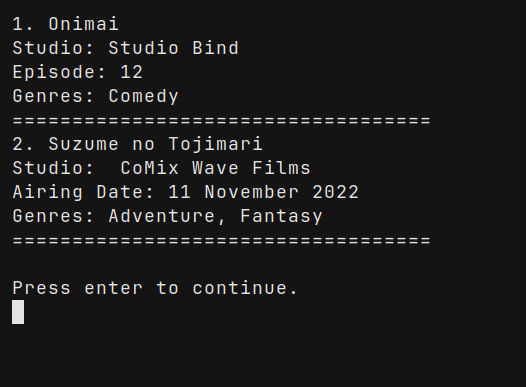 1. Onimai
Studio: Studio Bind
Episode: 12
Genres: Comedy
===================================
2. Suzume no Tojimari
Studio:  CoMix Wave Films
Airing Date: 11 November 2022
Genres: Adventure, Fantasy
===================================
Press enter to continue.